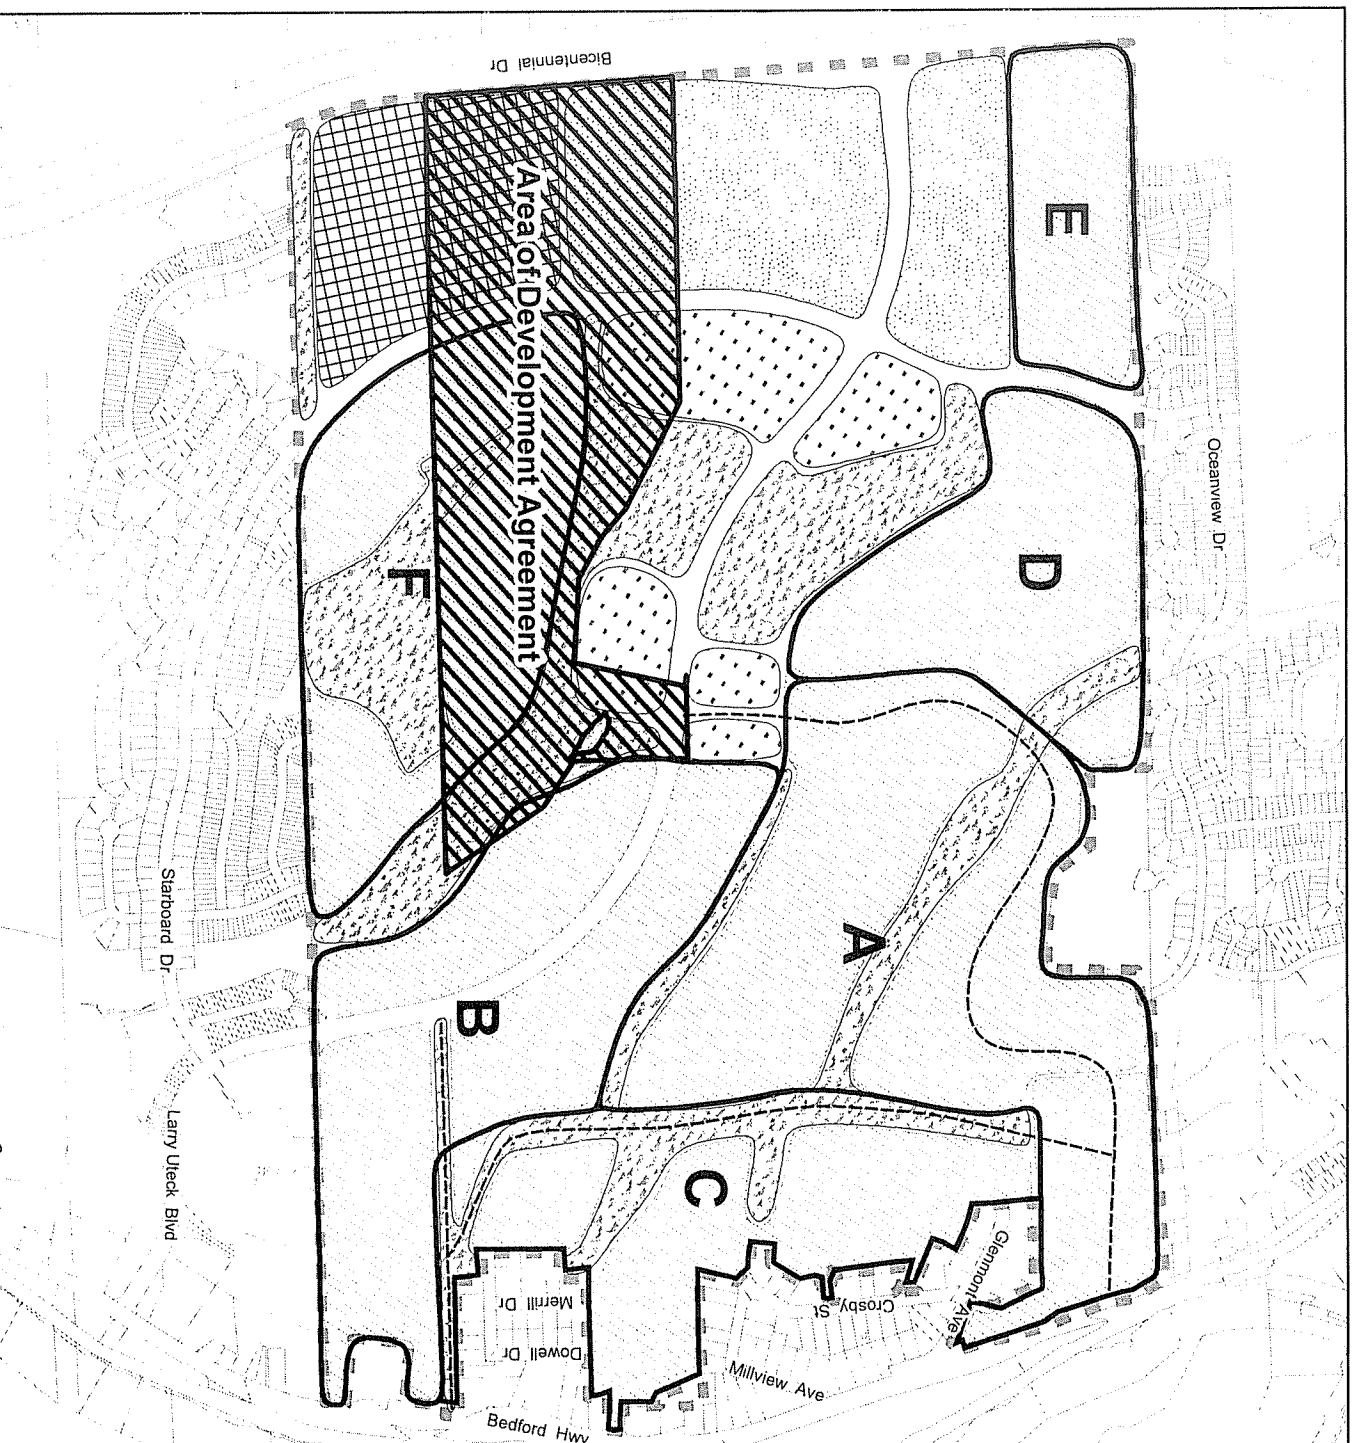 Bicentennial Dr
E
Area of Development Agreement
Oceanview Dr
D
F
A
Starboard Dr
B
Larry Uteck Blvd
C
Glenmont Ave
Crosby St
Merrill Dr
Dowell Dr
Millview Ave
Bedford Hwy